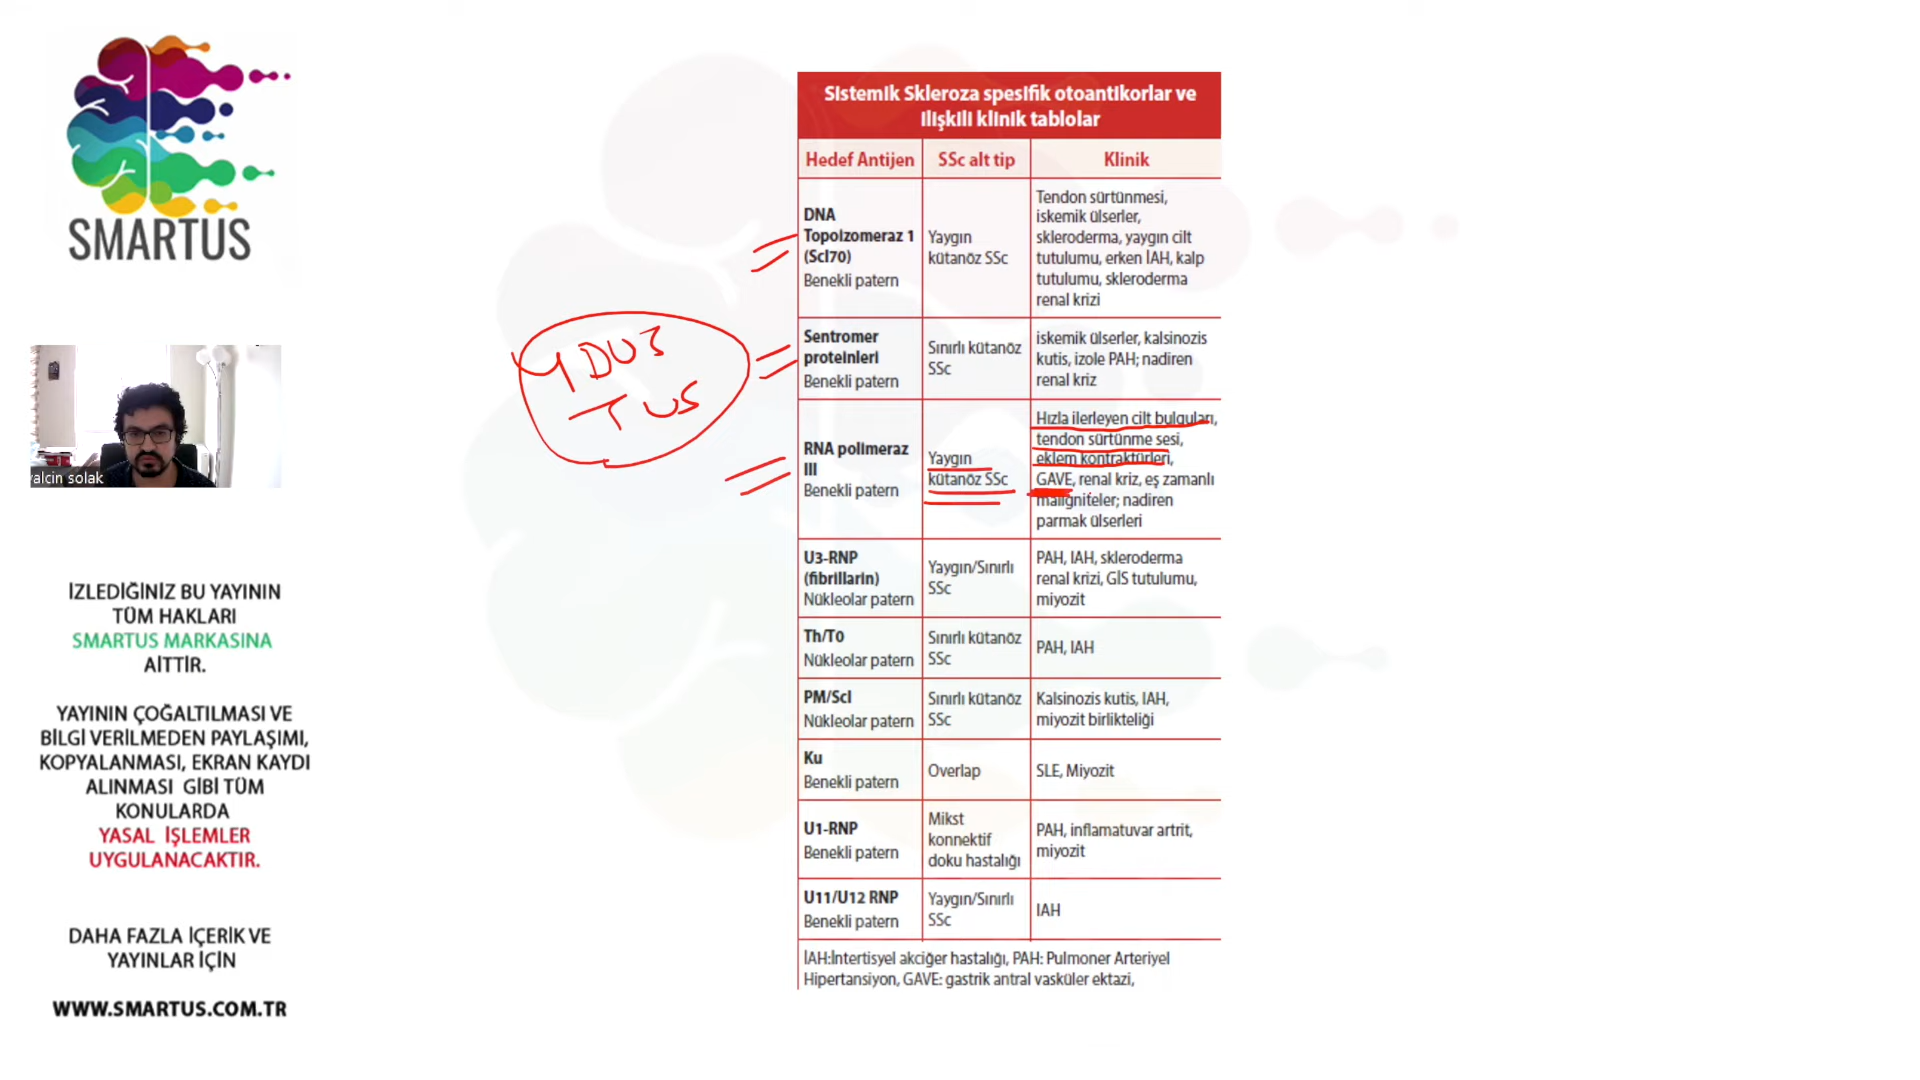 SMARTUS
yalcin solak
İZLEDİĞİNİZ BU YAYININ
TÜM HAKLARI
SMARTUS MARKASINA
AİTTİR.
YAYININ ÇOĞALTILMASI VE
BİLGİ VERİLMEDEN PAYLAŞIMI,
KOPYALANMASI, EKRAN KAYDI
ALINMASI GİBİ TÜM
KONULARDA
YASAL İŞLEMLER
UYGULANACAKTIR.
DAHA FAZLA İÇERİK VE
YAYINLAR İÇİN
WWW.SMARTUS.COM.TR
YDUS
TUS
Sistemik Skleroza spesifik otoantikorlar ve
ilişkili klinik tablolar
Hedef Antijen SSc alt tip Klinik
DNA
Topoizomeraz 1
(Scl70)
Benekli patern
Yaygın
kütanöz SSc
Tendon sürtünmesi,
iskemik ülserler,
skleroderma, yaygın cilt
tutulumu, erken İAH, kalp
tutulumu, skleroderma
renal krizi
Sentromer
proteinleri
Benekli patern
Sınırlı kütanöz
SSc
iskemik ülserler, kalsinozis
kutis, izole PAH; nadiren
renal kriz
RNA polimeraz
III
Benekli patern
Yaygın
kütanöz SSc
Hızla ilerleyen cilt bulguları,
tendon sürtünme sesi,
eklem kontraktürleri,
GAVE, renal kriz, eş zamanlı
malignifeler; nadiren
parmak ülserleri
U3-RNP
(fibrillarin)
Nükleolar patern
Yaygın/Sınırlı
SSc
PAH, IAH, skleroderma
renal krizi, GİS tutulumu,
miyozit
Th/T0
Nükleolar patern
Sınırlı kütanöz
SSc
PAH, IAH
PM/Scl
Nükleolar patern
Sınırlı kütanöz
SSc
Kalsinozis kutis, IAH,
miyozit birlikteliği
Ku
Benekli patern
Overlap
SLE, Miyozit
U1-RNP
Benekli patern
Mikst
konnektif
doku hastalığı
PAH, inflamatuvar artrit,
miyozit
U11/U12 RNP
Benekli patern
Yaygın/Sınırlı
SSc
IAH
İAH:İntertisyel akciğer hastalığı, PAH: Pulmoner Arteriyel
Hipertansiyon, GAVE: gastrik antral vasküler ektazi,